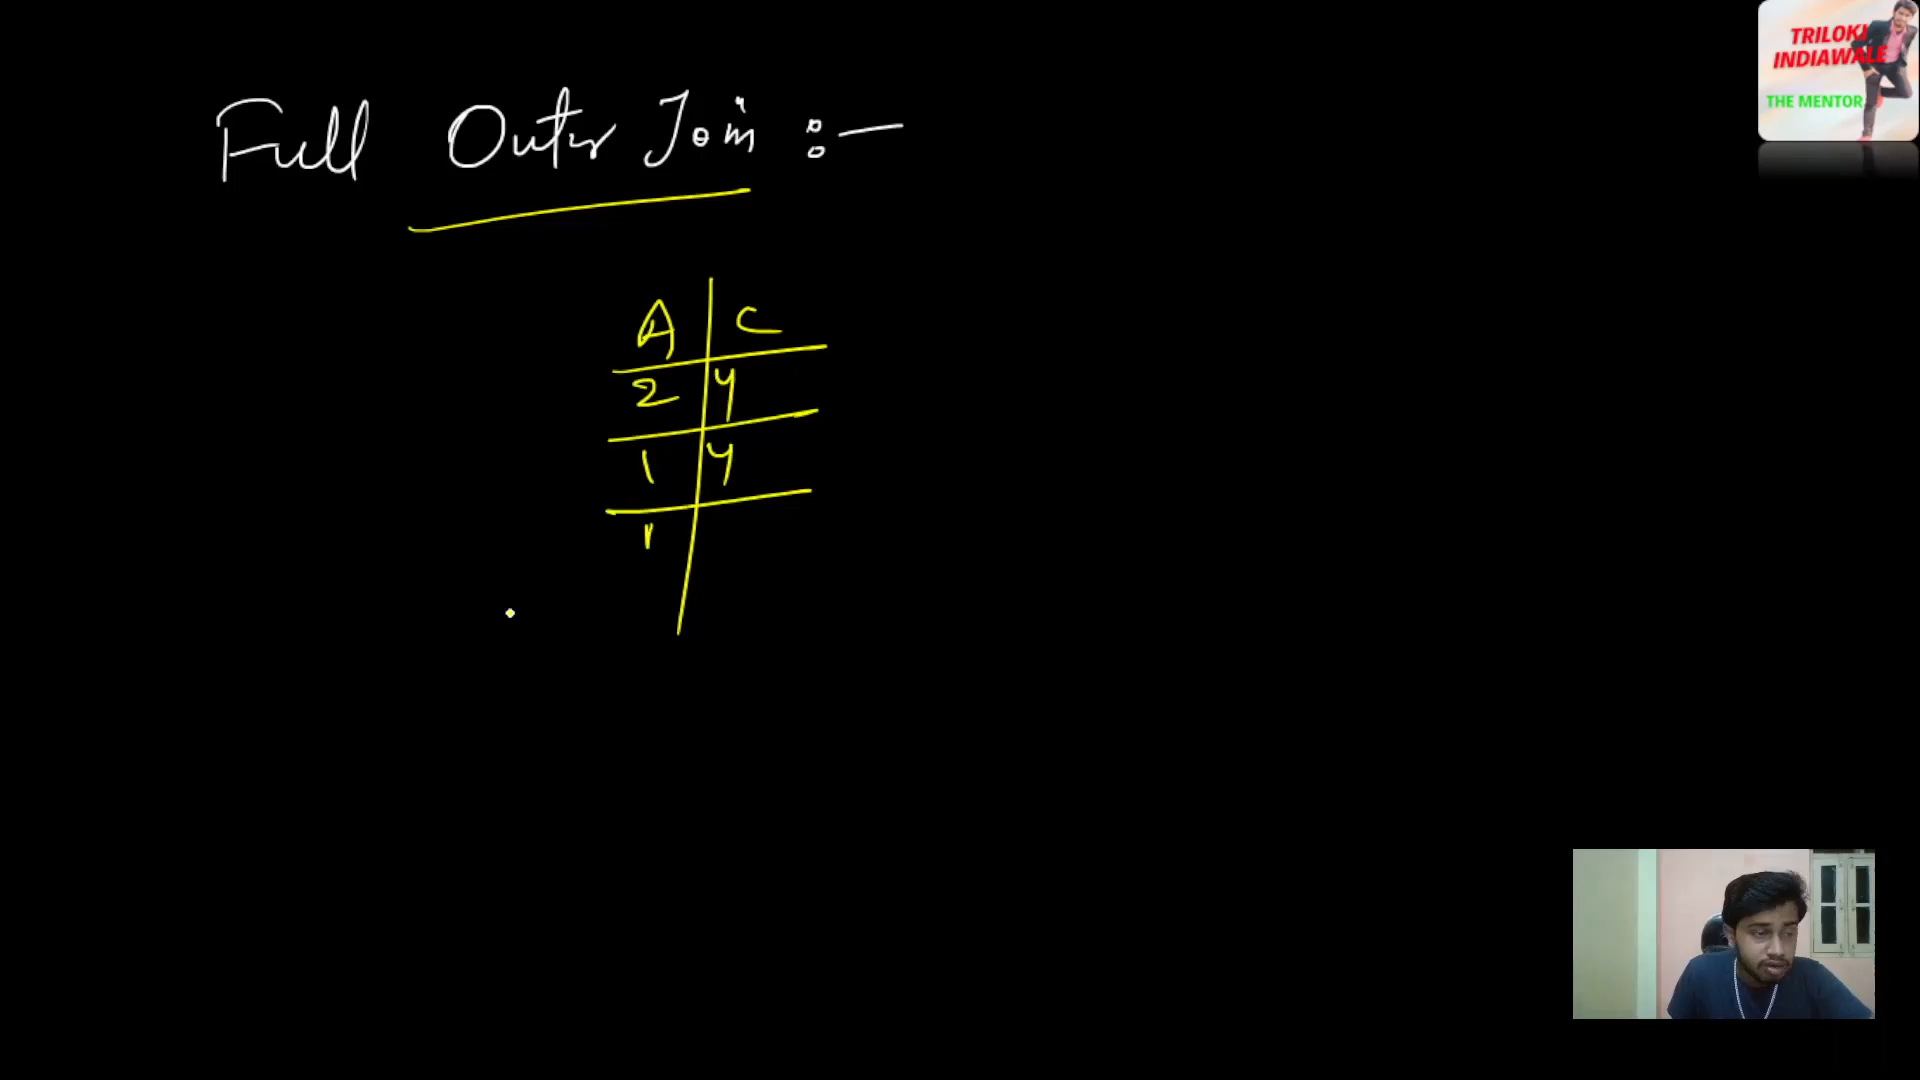 Full Outer Join :-
A C
2 4
1 4
1
TRILOKI
INDIAWALE
THE MENTOR